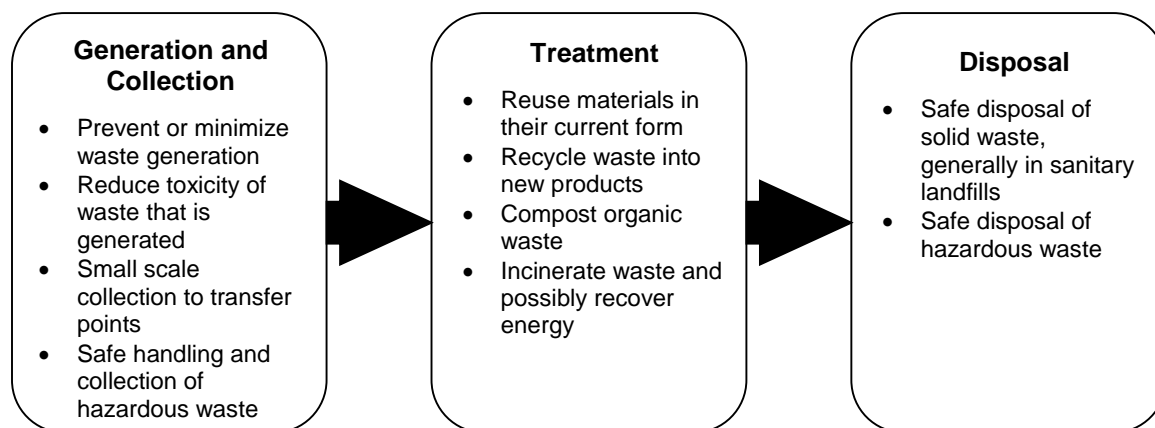 Generation and
Collection
• Prevent or minimize
waste generation
• Reduce toxicity of
waste that is
generated
• Small scale
collection to transfer
points
• Safe handling and
collection of
hazardous waste
Treatment
• Reuse materials in
their current form
• Recycle waste into
new products
• Compost organic
waste
• Incinerate waste and
possibly recover
energy
Disposal
• Safe disposal of
solid waste,
generally in sanitary
landfills
• Safe disposal of
hazardous waste